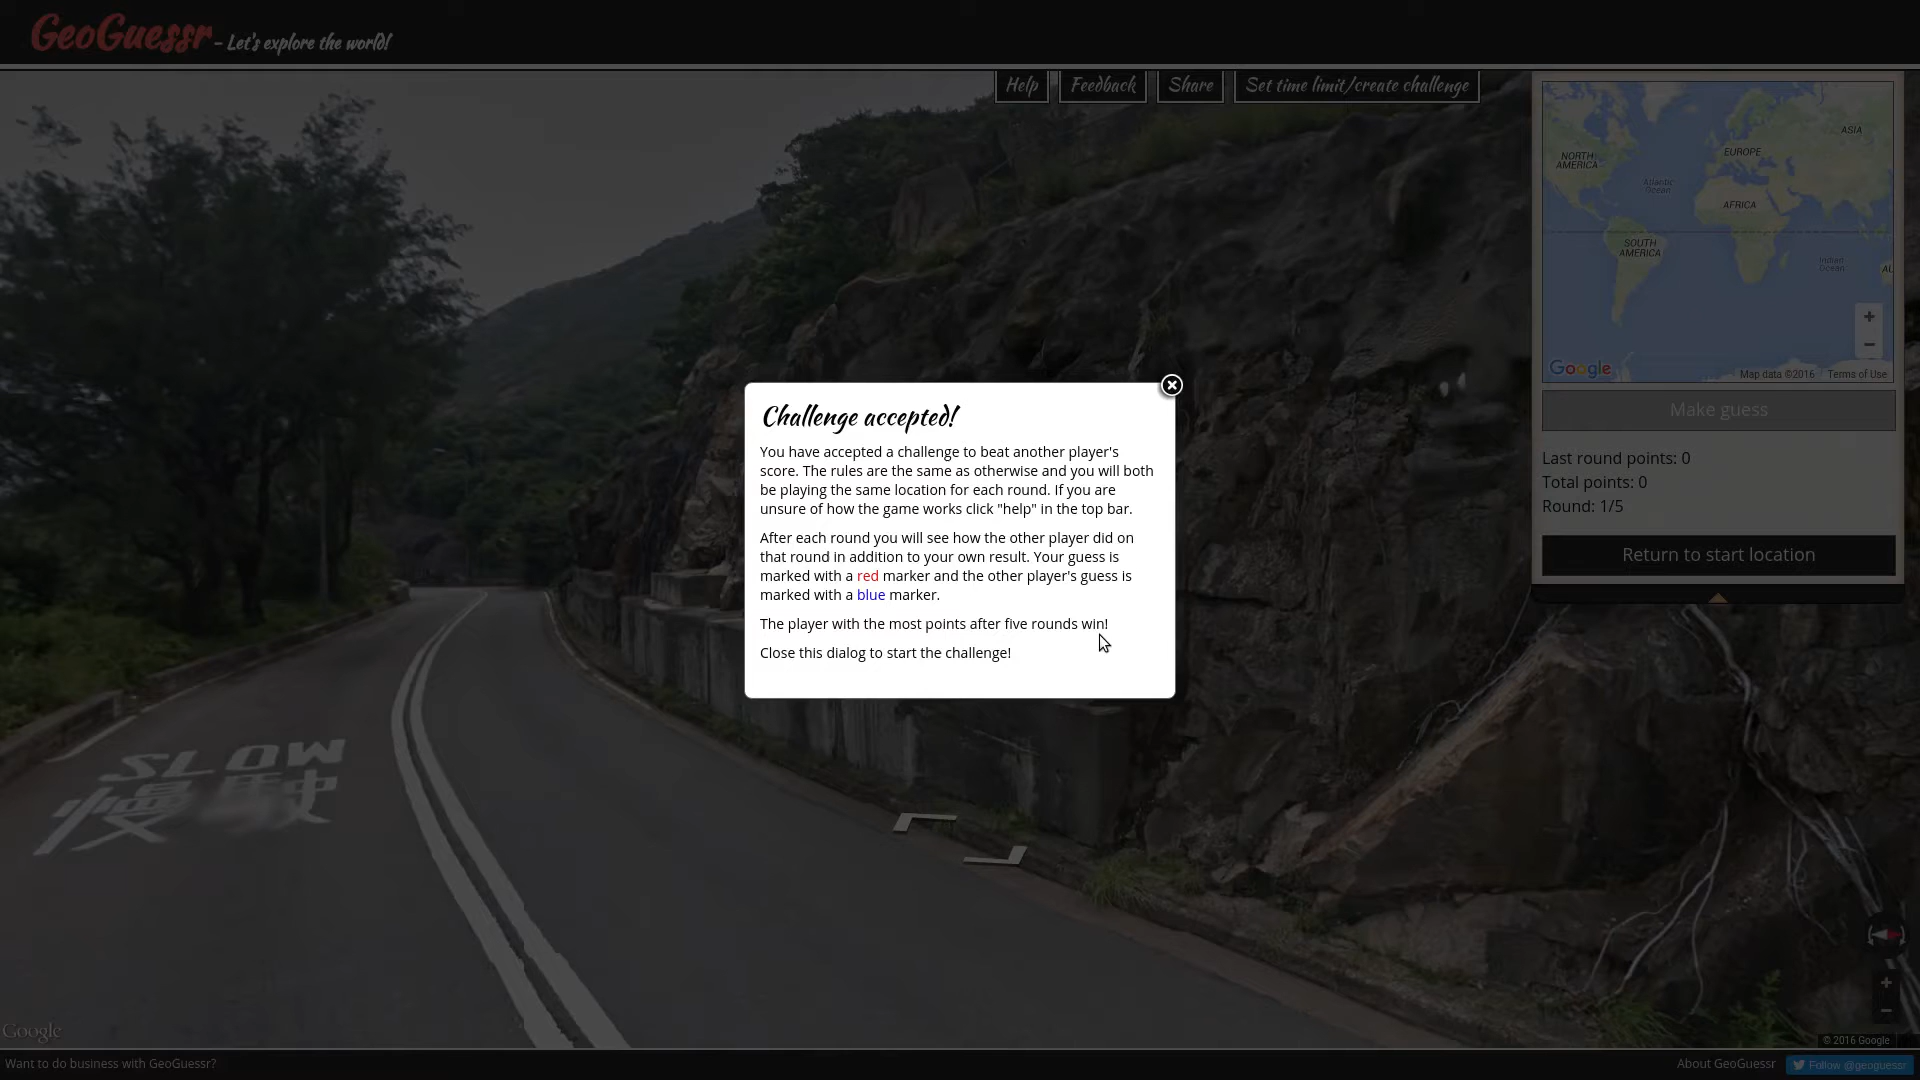 GeoGuessr - Let's explore the world!
Help
Feedback
Share
Set time limit/create challenge
NORTH AMERICA
Atlantic Ocean
EUROPE
ASIA
AFRICA
SOUTH AMERICA
Indian Ocean
AU
+
−
Google
Map data ©2016
Terms of Use
Make guess
Last round points: 0
Total points: 0
Round: 1/5
Return to start location
Challenge accepted!
You have accepted a challenge to beat another player's
score. The rules are the same as otherwise and you will both
be playing the same location for each round. If you are
unsure of how the game works click "help" in the top bar.
After each round you will see how the other player did on
that round in addition to your own result. Your guess is
marked with a red marker and the other player's guess is
marked with a blue marker.
The player with the most points after five rounds win!
Close this dialog to start the challenge!
SLOW
慢駛
+
−
Google
© 2016 Google
Want to do business with GeoGuessr?
About GeoGuessr
Follow @geoguessr